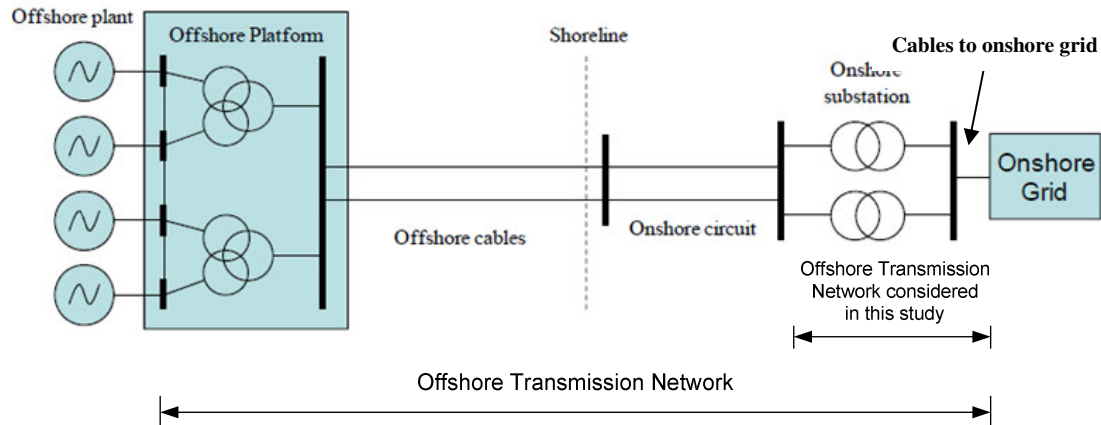 Offshore plant
Offshore Platform
Shoreline
Cables to onshore grid
Onshore
substation
Onshore
Grid
Offshore cables
Onshore circuit
Offshore Transmission
Network considered
in this study
Offshore Transmission Network